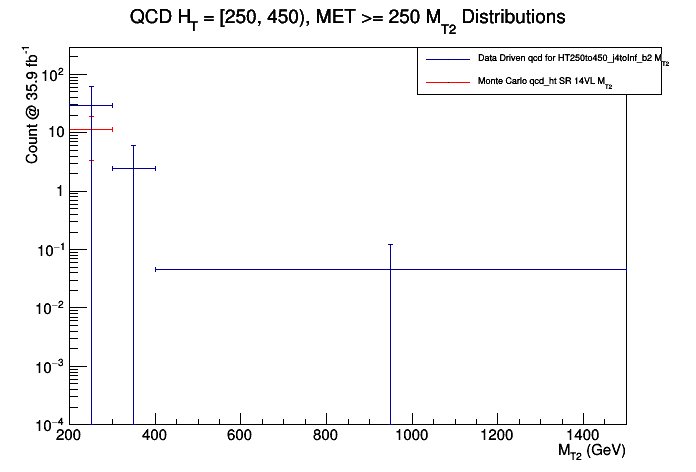 QCD H_T = [250, 450), MET >= 250 M_T2 Distributions
Data Driven qcd for HT250to450_j4toInf_b2 M_T2
Monte Carlo qcd_ht SR 14VL M_T2
Count @ 35.9 fb^-1
10^2
10
1
10^-1
10^-2
10^-3
10^-4
200 400 600 800 1000 1200 1400
M_T2 (GeV)